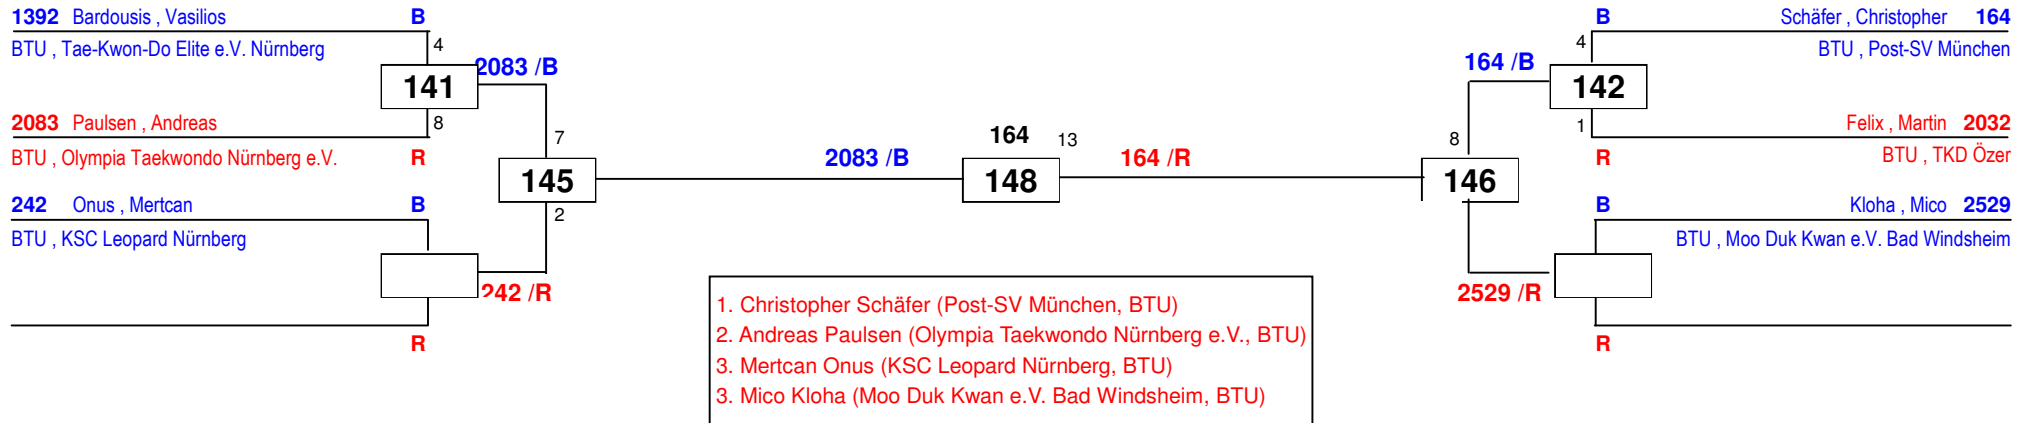 1392 Bardousis , Vasilios B
BTU , Tae-Kwon-Do Elite e.V. Nürnberg
4
141
2083 /B
8
2083 Paulsen , Andreas
BTU , Olympia Taekwondo Nürnberg e.V. R
7
145
2
242 Onus , Mertcan B
BTU , KSC Leopard Nürnberg
242 /R
R
2083 /B
164 13
148
164 /R
B Schäfer , Christopher 164
BTU , Post-SV München
4
164 /B
142
1
Felix , Martin 2032
R BTU , TKD Özer
8
146
B Kloha , Mico 2529
BTU , Moo Duk Kwan e.V. Bad Windsheim
2529 /R
R
1. Christopher Schäfer (Post-SV München, BTU)
2. Andreas Paulsen (Olympia Taekwondo Nürnberg e.V., BTU)
3. Mertcan Onus (KSC Leopard Nürnberg, BTU)
3. Mico Kloha (Moo Duk Kwan e.V. Bad Windsheim, BTU)